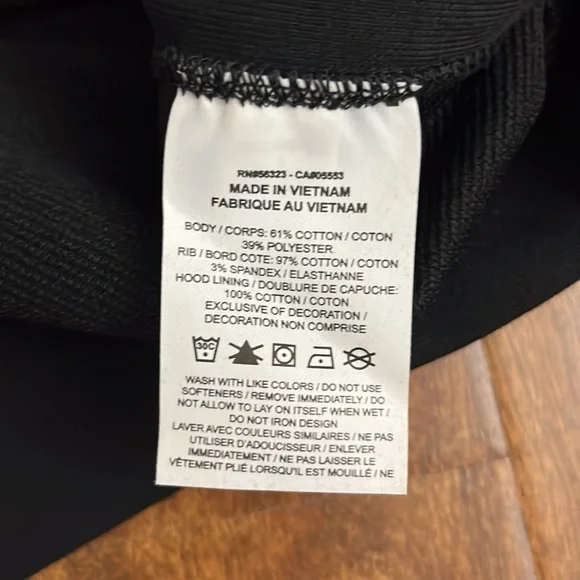 RN#56323 - CA#05553
MADE IN VIETNAM
FABRIQUE AU VIETNAM
BODY / CORPS: 61% COTTON / COTON
39% POLYESTER
RIB / BORD COTE: 97% COTTON / COTON
3% SPANDEX / ELASTHANNE
HOOD LINING / DOUBLURE DE CAPUCHE:
100% COTTON / COTON
EXCLUSIVE OF DECORATION /
DECORATION NON COMPRISE
30C
WASH WITH LIKE COLORS / DO NOT USE
SOFTENERS / REMOVE IMMEDIATELY / DO
NOT ALLOW TO LAY ON ITSELF WHEN WET /
DO NOT IRON DESIGN
LAVER AVEC COULEURS SIMILAIRES / NE PAS
UTILISER D'ADOUCISSEUR / ENLEVER
IMMEDIATEMENT / NE PAS LAISSER LE
VÊTEMENT PLIÉ LORSQU'IL EST MOUILLÉ / NE